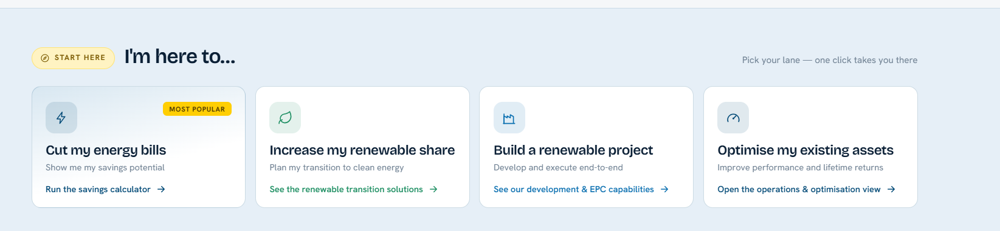 START HERE
I'm here to...
Pick your lane — one click takes you there
MOST POPULAR
Cut my energy bills
Show me my savings potential
Run the savings calculator →
Increase my renewable share
Plan my transition to clean energy
See the renewable transition solutions →
Build a renewable project
Develop and execute end-to-end
See our development & EPC capabilities →
Optimise my existing assets
Improve performance and lifetime returns
Open the operations & optimisation view →